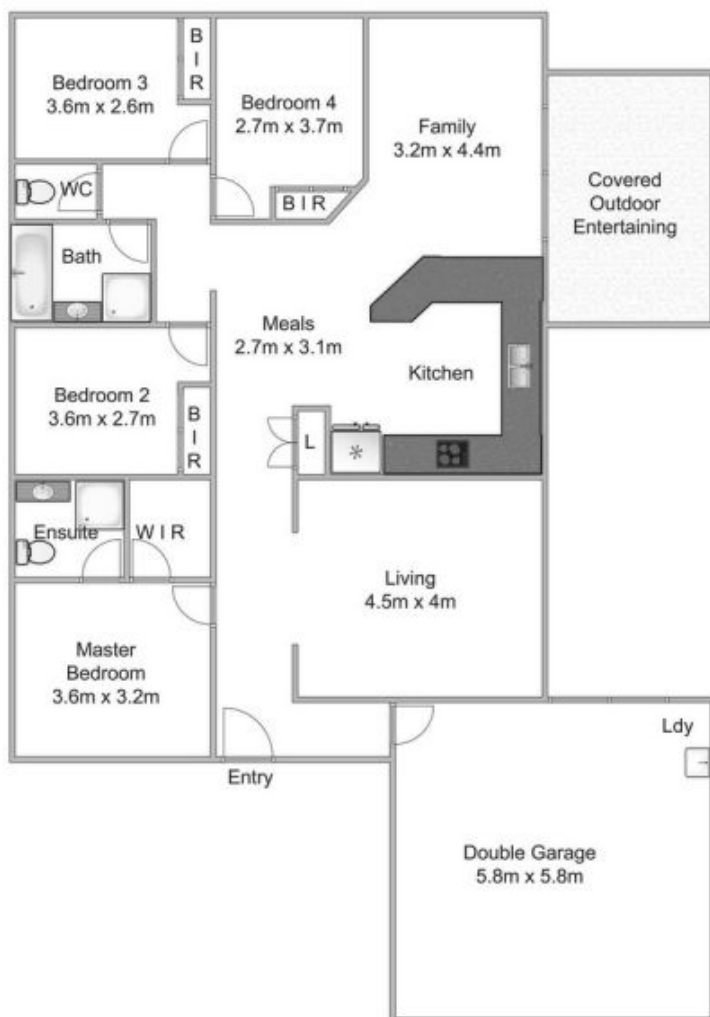 Bedroom 3
3.6m x 2.6m
B
I
R
Bedroom 4
2.7m x 3.7m
Family
3.2m x 4.4m
WC
B I R
Covered
Outdoor
Entertaining
Bath
Meals
2.7m x 3.1m
Kitchen
Bedroom 2
3.6m x 2.7m
B
I
R
L
Ensuite
W I R
Living
4.5m x 4m
Master
Bedroom
3.6m x 3.2m
Ldy
Entry
Double Garage
5.8m x 5.8m